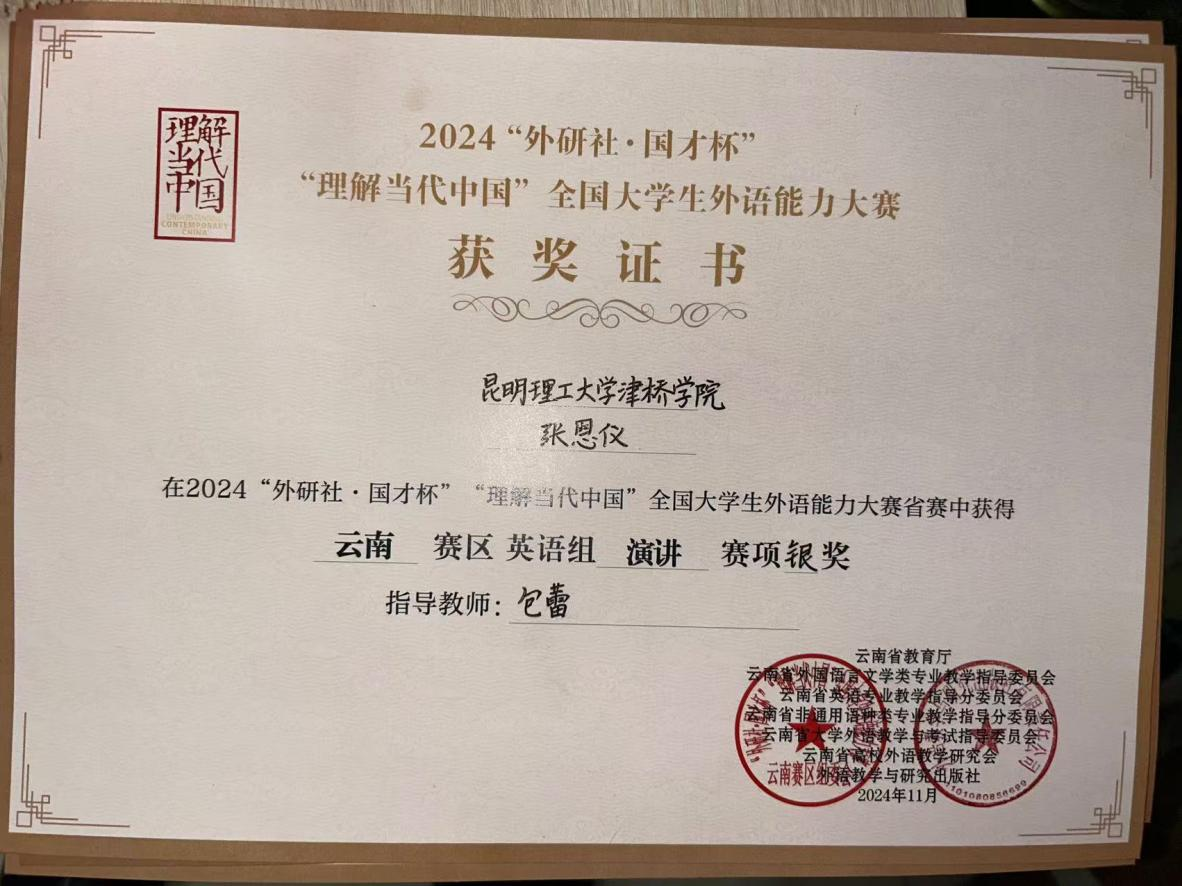 理解
当代
中国
UNDERSTANDING
CONTEMPORARY
CHINA
2024“外研社·国才杯”
“理解当代中国”全国大学生外语能力大赛
获奖证书
昆明理工大学津桥学院
张恩仪
在2024“外研社·国才杯”“理解当代中国”全国大学生外语能力大赛省赛中获得
云南 赛区 英语组 演讲 赛项银奖
指导教师：包蕾
云南省教育厅
云南省外国语言文学类专业教学指导委员会
云南省英语专业教学指导分委员会
云南省非通用语种类专业教学指导分委员会
云南省大学外语教学与考试指导委员会
云南省高校外语教学研究会
外语教学与研究出版社
2024年11月
云南赛区组委会